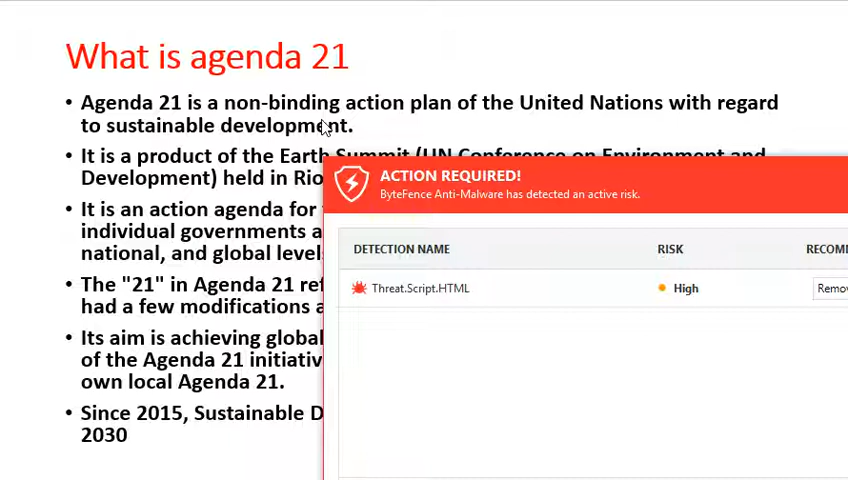 What is agenda 21
• Agenda 21 is a non-binding action plan of the United Nations with regard
to sustainable development.
• It is a product of the Earth Summit (UN Conference on Environment and
Development) held in Rio
• It is an action agenda for
individual governments a
national, and global level
• The "21" in Agenda 21 ref
had a few modifications a
• Its aim is achieving global
of the Agenda 21 initiativ
own local Agenda 21.
• Since 2015, Sustainable D
2030
ACTION REQUIRED!
ByteFence Anti-Malware has detected an active risk.
DETECTION NAME RISK RECOM
Threat.Script.HTML High Remov